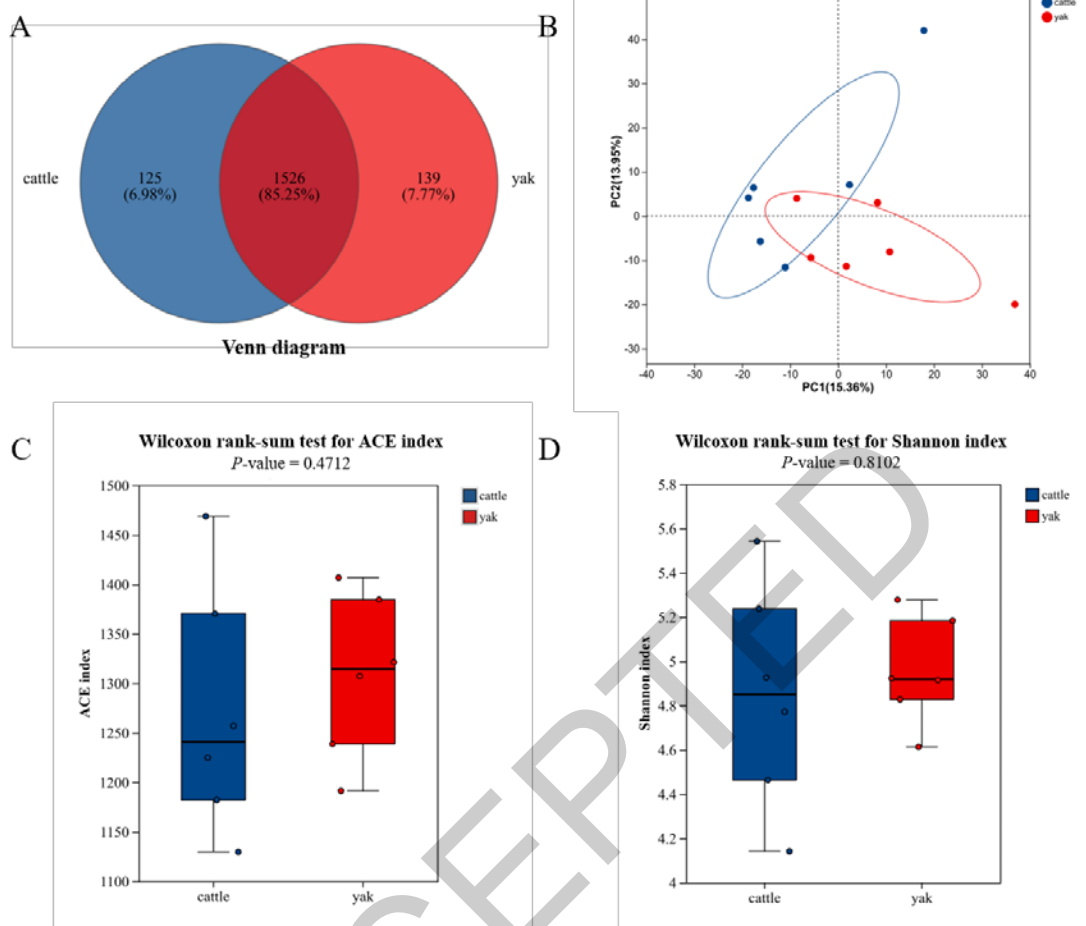 A
cattle
125
(6.98%)
1526
(85.25%)
139
(7.77%)
yak
Venn diagram
B
cattle
yak
40
30
20
10
0
-10
-20
-30
PC2(13.95%)
-40
-30
-20
-10
0
10
20
30
40
PC1(15.36%)
C
Wilcoxon rank-sum test for ACE index
P-value = 0.4712
cattle
yak
1500
1450
1400
1350
1300
1250
1200
1150
1100
ACE index
cattle
yak
D
Wilcoxon rank-sum test for Shannon index
P-value = 0.8102
cattle
yak
5.8
5.6
5.4
5.2
5
4.8
4.6
4.4
4.2
4
Shannon index
cattle
yak
CEPTED